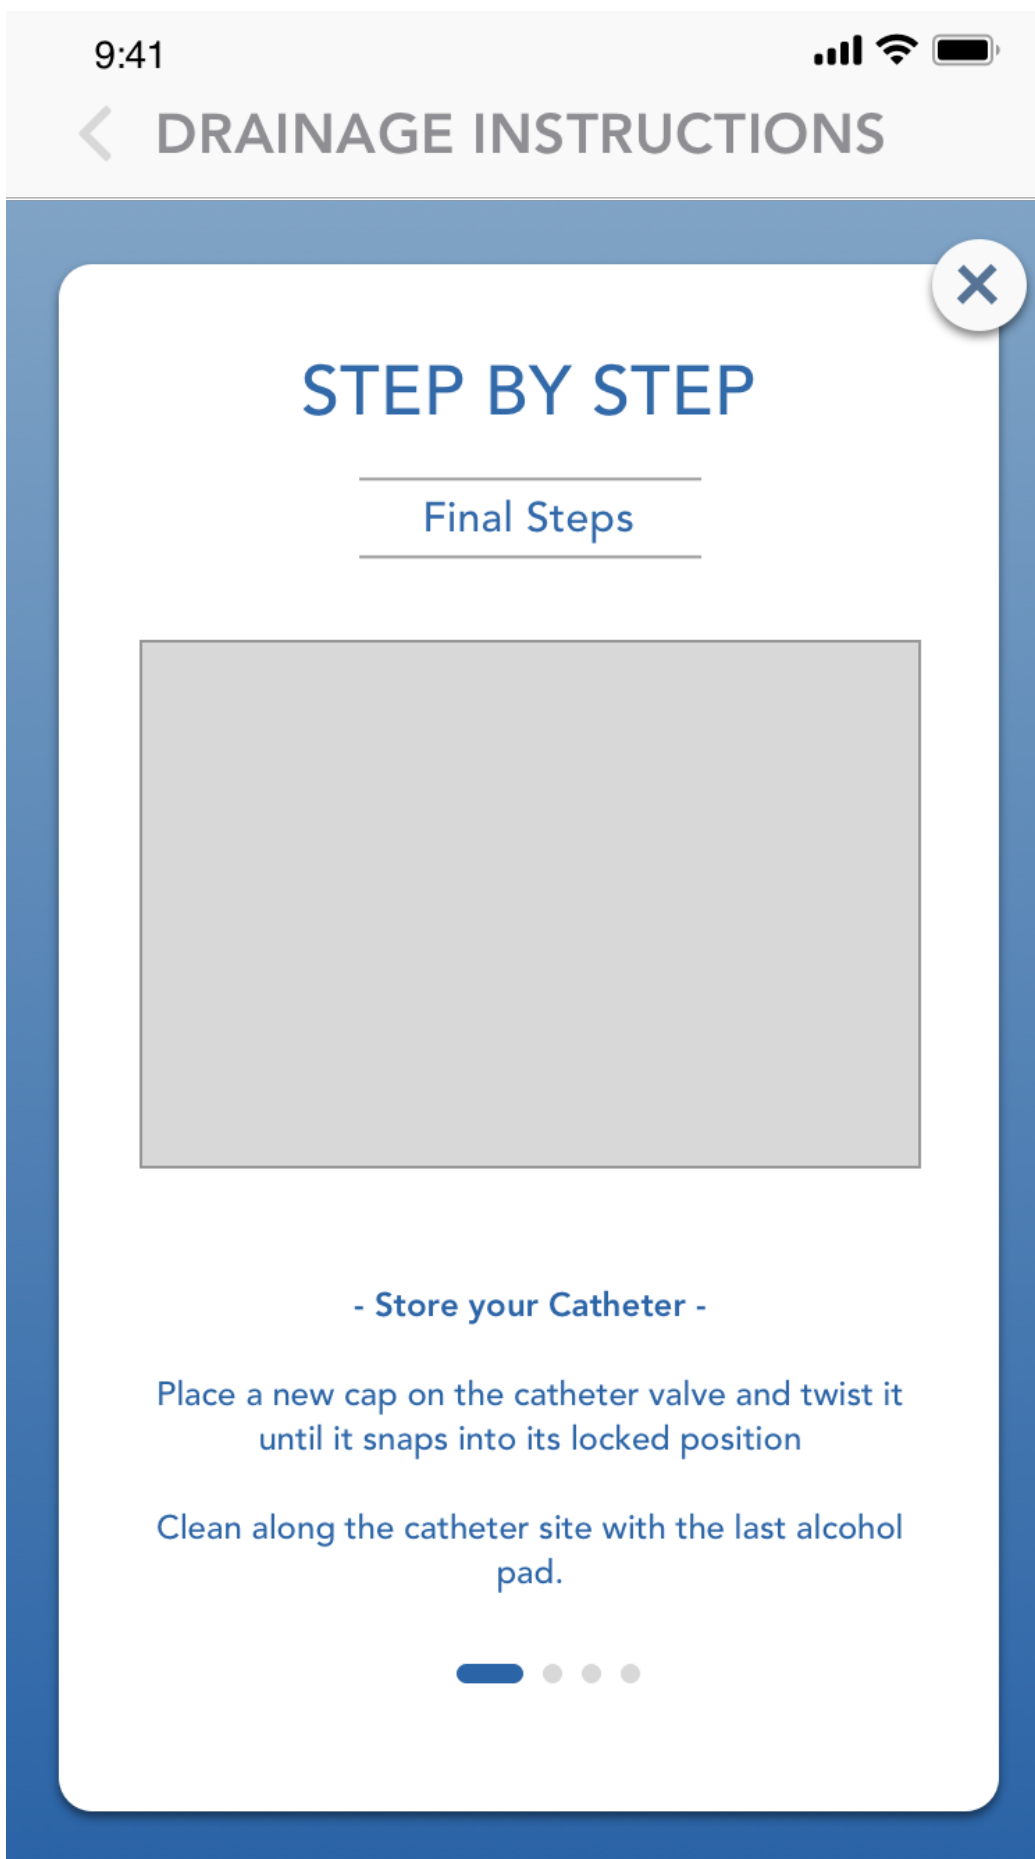 9:41
DRAINAGE INSTRUCTIONS
STEP BY STEP
Final Steps
- Store your Catheter -
Place a new cap on the catheter valve and twist it
until it snaps into its locked position
Clean along the catheter site with the last alcohol
pad.